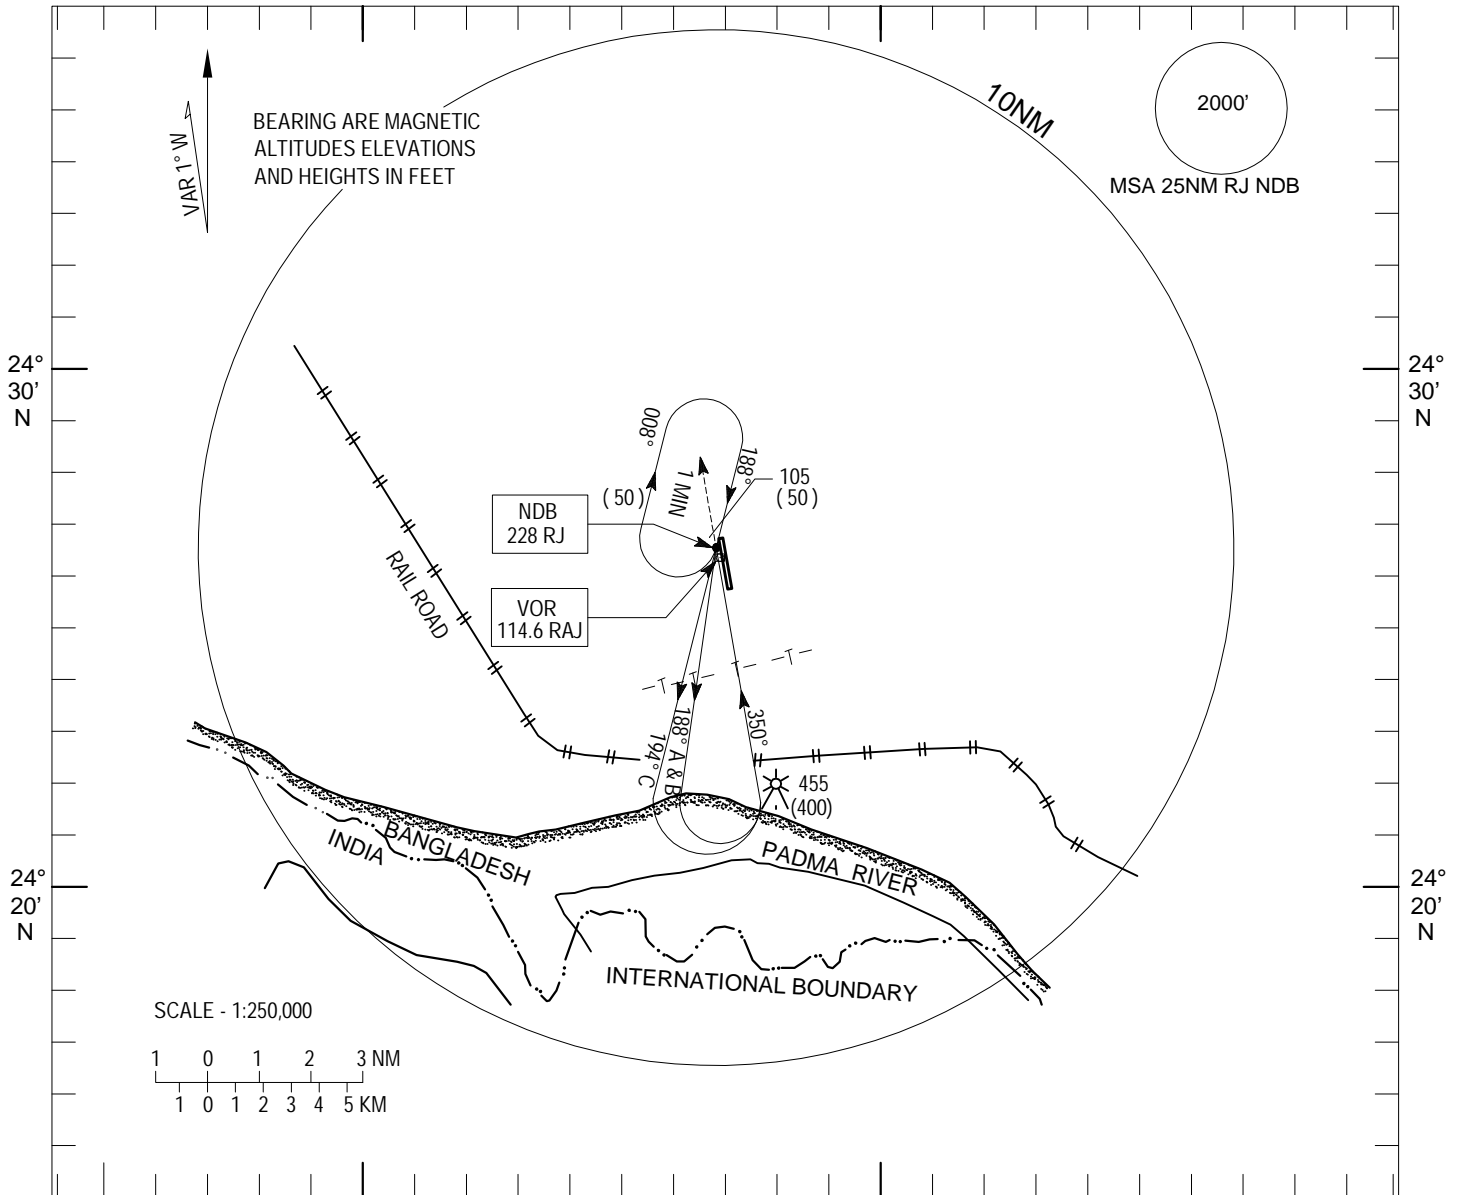 10NM
2000'
MSA 25NM RJ NDB
VAR 1° W
BEARING ARE MAGNETIC
ALTITUDES ELEVATIONS
AND HEIGHTS IN FEET
24°
30'
N
24°
30'
N
008°
188°
1 MIN
( 50 )
105
( 50 )
NDB
228 RJ
VOR
114.6 RAJ
RAIL ROAD
194° C
188° A & B
350°
455
(400)
BANGLADESH
INDIA
PADMA RIVER
INTERNATIONAL BOUNDARY
24°
20'
N
24°
20'
N
SCALE - 1:250,000
1 0 1 2 3 NM
1 0 1 2 3 4 5 KM